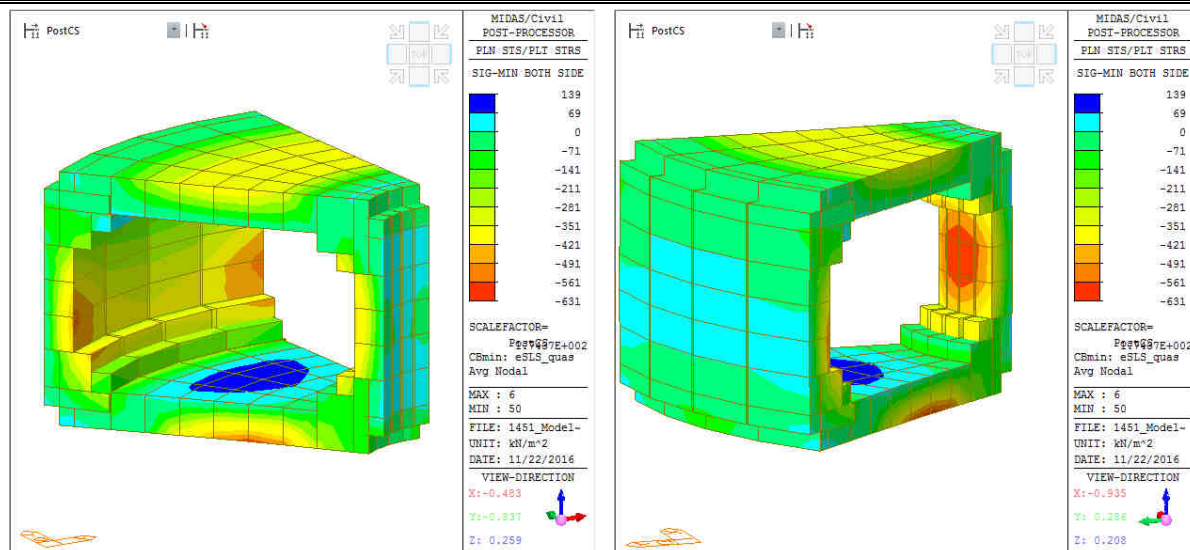 PostCS
MIDAS/Civil
POST-PROCESSOR
PLN STS/PLT STRS
SIG-MIN BOTH SIDE
139
69
0
-71
-141
-211
-281
-351
-421
-491
-561
-631
SCALEFACTOR=
CBmin: eSLS_quas
Avg Nodal
MAX : 6
MIN : 50
FILE: 1451_Model-
UNIT: kN/m^2
DATE: 11/22/2016
VIEW-DIRECTION
X:-0.483
Y:-0.837
Z: 0.259
PostCS
TOP
MIDAS/Civil
POST-PROCESSOR
PLN STS/PLT STRS
SIG-MIN BOTH SIDE
139
69
0
-71
-141
-211
-281
-351
-421
-491
-561
-631
SCALEFACTOR=
CBmin: eSLS_quas
Avg Nodal
MAX : 6
MIN : 50
FILE: 1451_Model-
UNIT: kN/m^2
DATE: 11/22/2016
VIEW-DIRECTION
X:-0.935
Y: 0.286
Z: 0.208